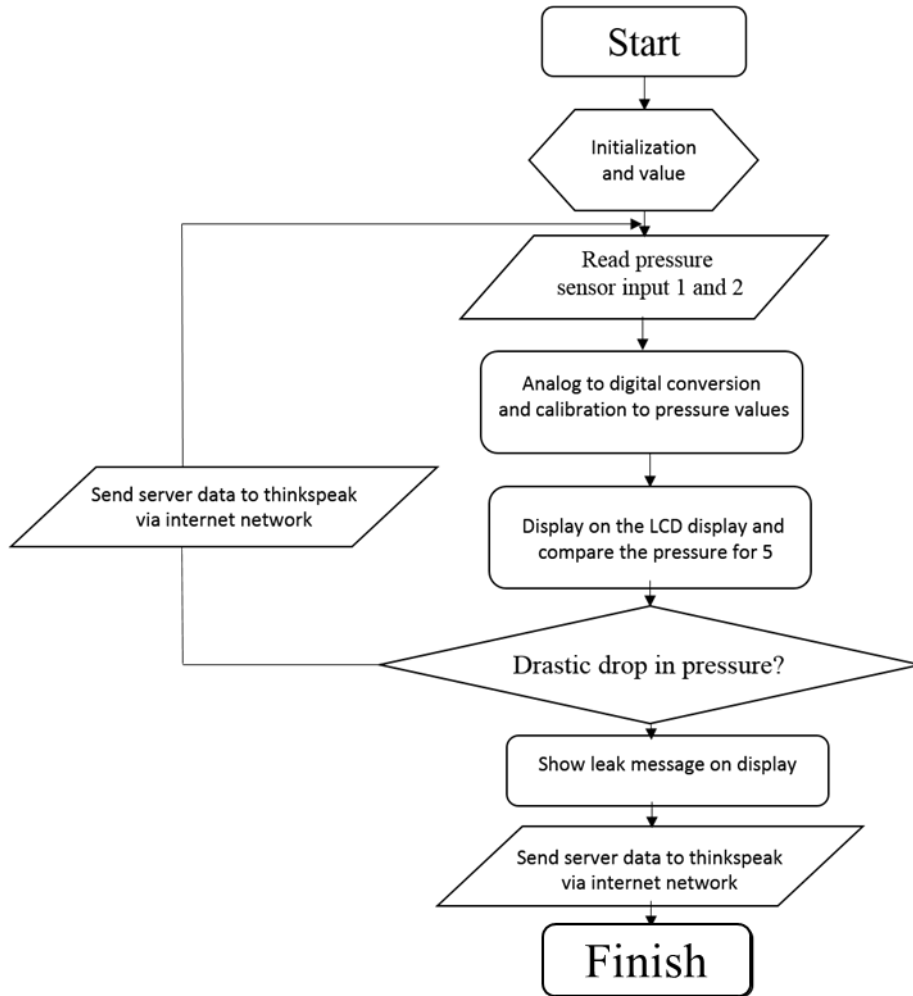 Start
Initialization
and value
Read pressure
sensor input 1 and 2
Analog to digital conversion
and calibration to pressure values
Send server data to thinkspeak
via internet network
Display on the LCD display and
compare the pressure for 5
Drastic drop in pressure?
Show leak message on display
Send server data to thinkspeak
via internet network
Finish